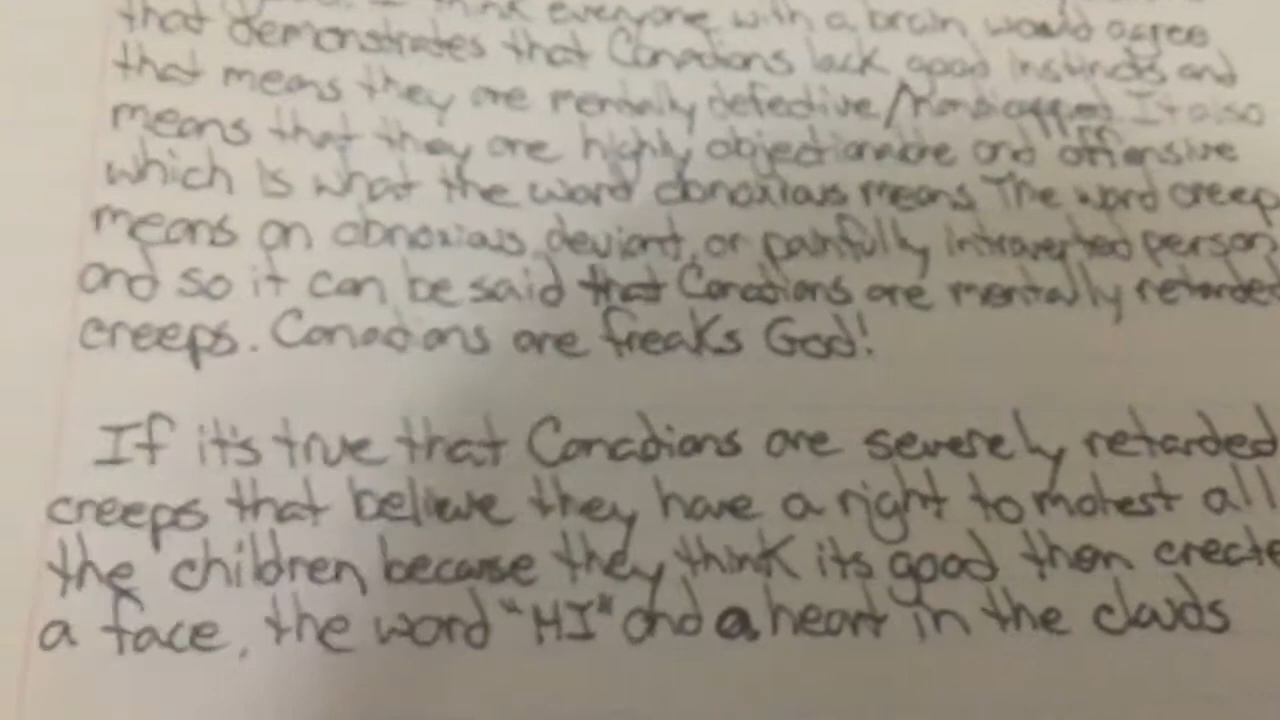 think everyone with a brain would agree
that demonstrates that Canadians lack good instincts and
that means they are mentally defective/handicapped. It also
means that they are highly objectionable and offensive
which is what the word obnoxious means. The word creep
means an obnoxious, deviant, or painfully introverted person,
and so it can be said that Canadians are mentally retarded
creeps. Canadians are freaks God!
If it's true that Canadians are severely retarded
creeps that believe they have a right to molest all
the children because they think its good then create
a face, the word "HI" and a heart in the clouds